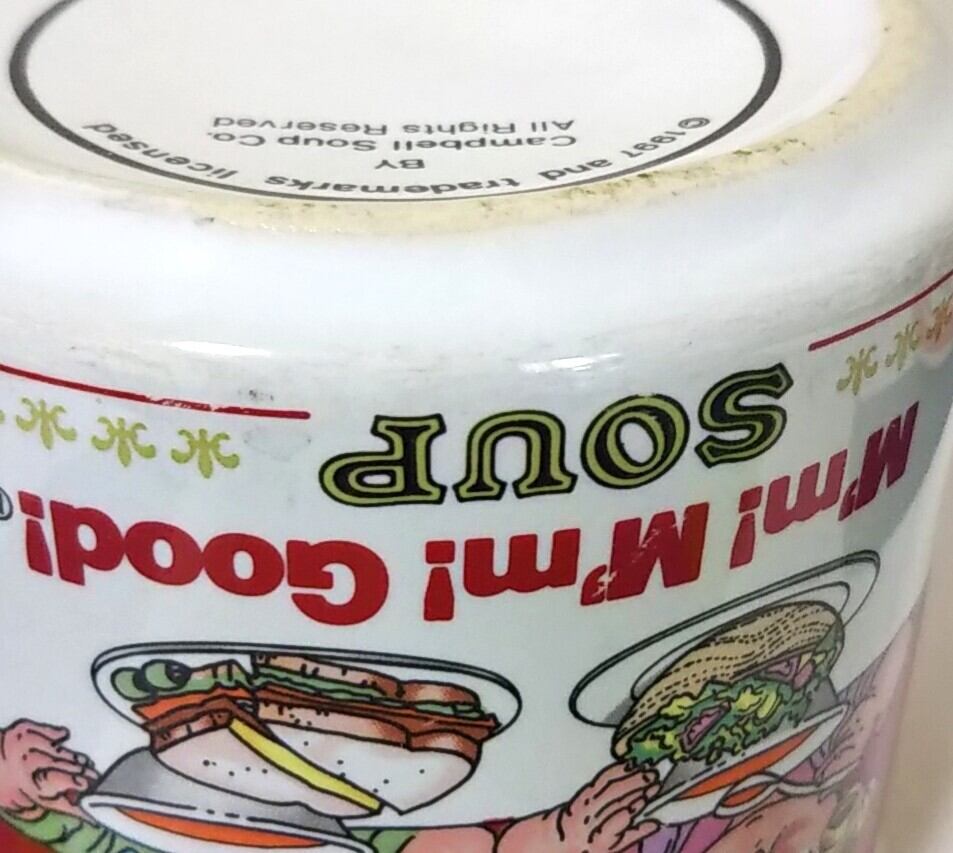 M'm! M'm! Good!
SOUP
©1997 and trademarks licensed
BY
Campbell Soup Co.
All Rights Reserved